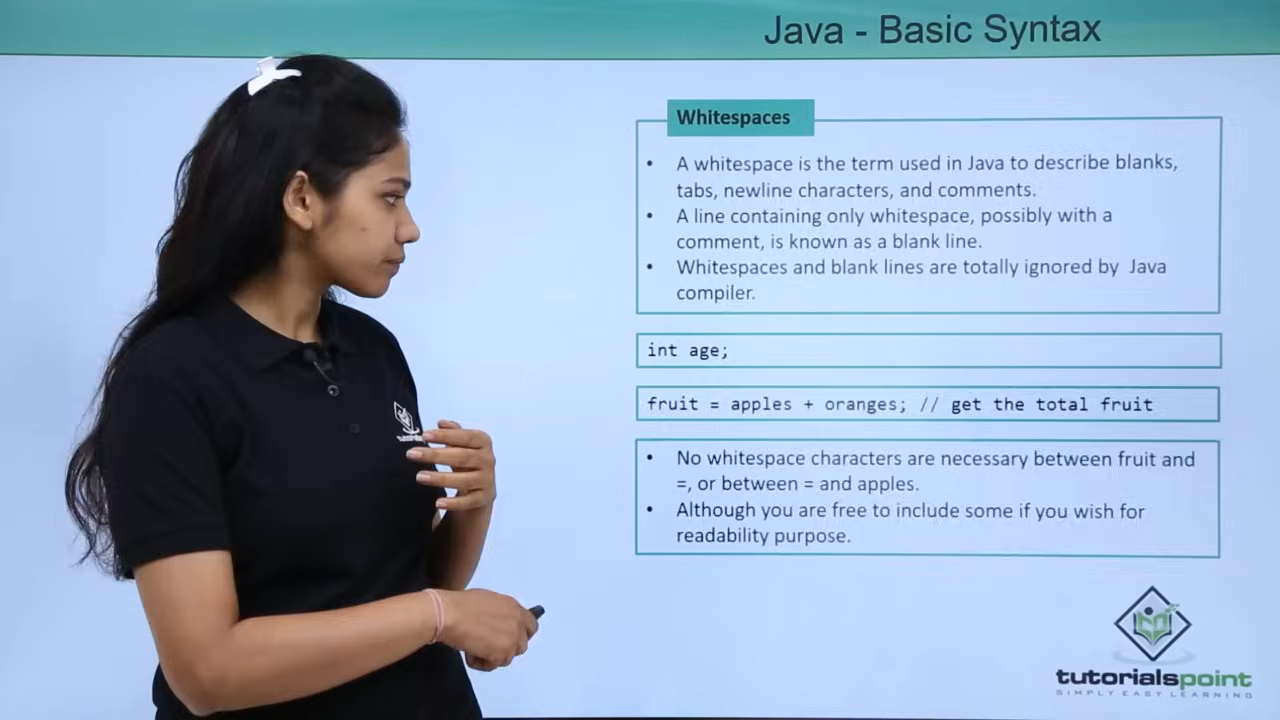 Java - Basic Syntax
Whitespaces
• A whitespace is the term used in Java to describe blanks,
tabs, newline characters, and comments.
• A line containing only whitespace, possibly with a
comment, is known as a blank line.
• Whitespaces and blank lines are totally ignored by Java
compiler.
int age;
fruit = apples + oranges; // get the total fruit
• No whitespace characters are necessary between fruit and
=, or between = and apples.
• Although you are free to include some if you wish for
readability purpose.
tutorialspoint
SIMPLY EASY LEARNING